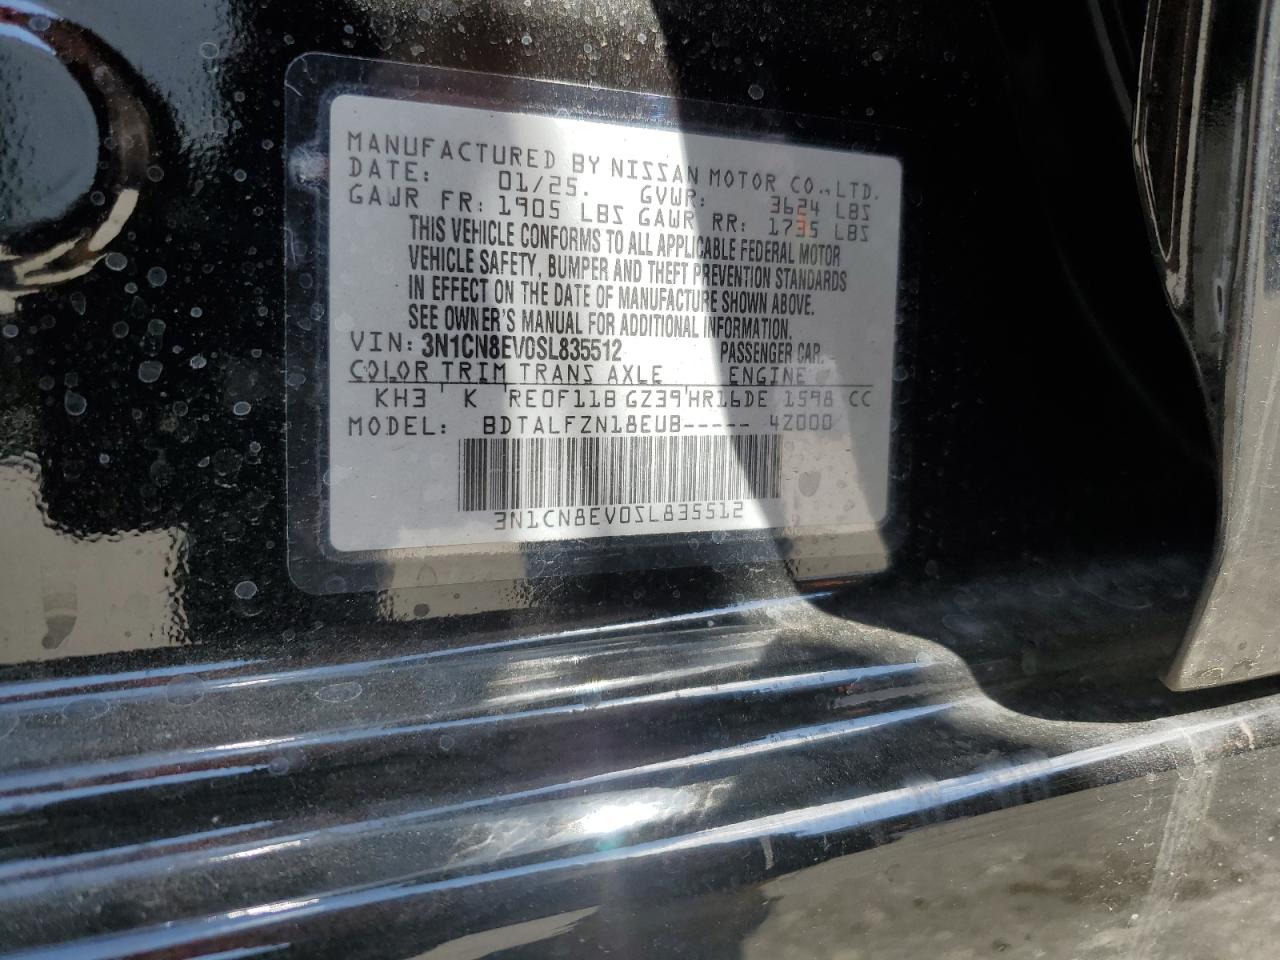 MANUFACTURED BY NISSAN MOTOR CO.,LTD.
DATE: 01/25. GVWR: 3624 LBS
GAWR FR: 1905 LBS GAWR RR: 1735 LBS
THIS VEHICLE CONFORMS TO ALL APPLICABLE FEDERAL MOTOR
VEHICLE SAFETY, BUMPER AND THEFT PREVENTION STANDARDS
IN EFFECT ON THE DATE OF MANUFACTURE SHOWN ABOVE.
SEE OWNER'S MANUAL FOR ADDITIONAL INFORMATION.
VIN: 3N1CN8EV0SL835512 PASSENGER CAR.
COLOR TRIM TRANS AXLE ENGINE
KH3 K RE0F11B GZ39 HR16DE 1598 CC
MODEL: BDTALFZN18EUB----- 4Z000
3N1CN8EV0SL835512